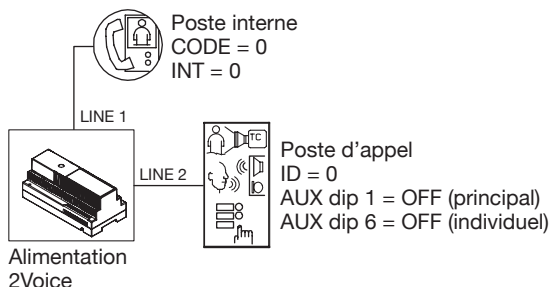 Poste interne
CODE = 0
INT = 0
LINE 1
TC
LINE 2
Poste d'appel
ID = 0
AUX dip 1 = OFF (principal)
AUX dip 6 = OFF (individuel)
Alimentation
2Voice